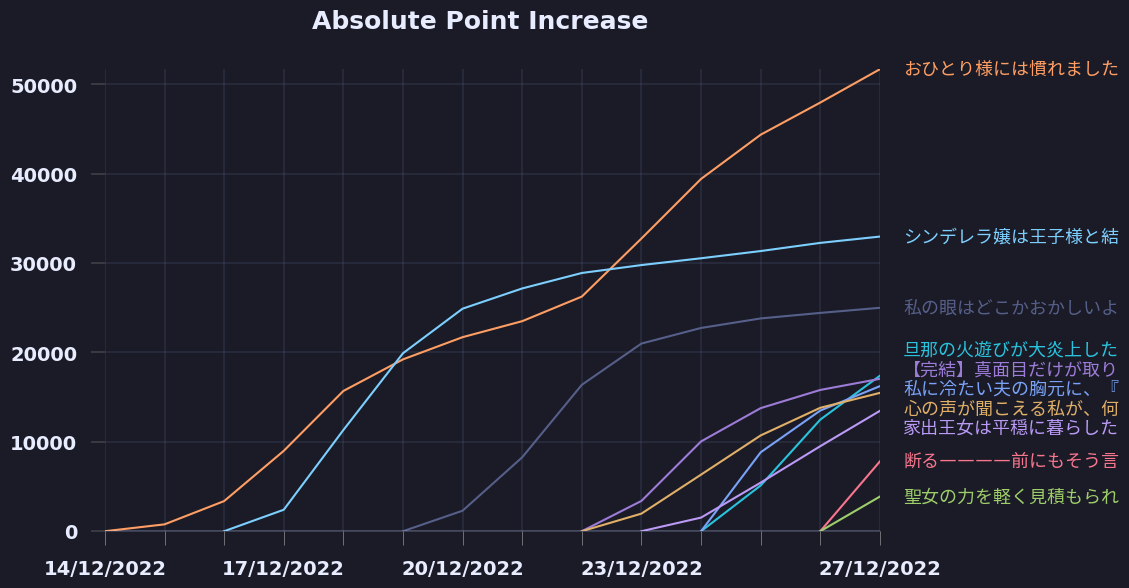 Absolute Point Increase
50000
40000
30000
20000
10000
0
14/12/2022
17/12/2022
20/12/2022
23/12/2022
27/12/2022
おひとり様には慣れました
シンデレラ嬢は王子様と結
私の眼はどこかおかしいよ
旦那の火遊びが大炎上した
【完結】真面目だけが取り
私に冷たい夫の胸元に、『
心の声が聞こえる私が、何
家出王女は平穏に暮らした
断る――――前にもそう言
聖女の力を軽く見積もられ